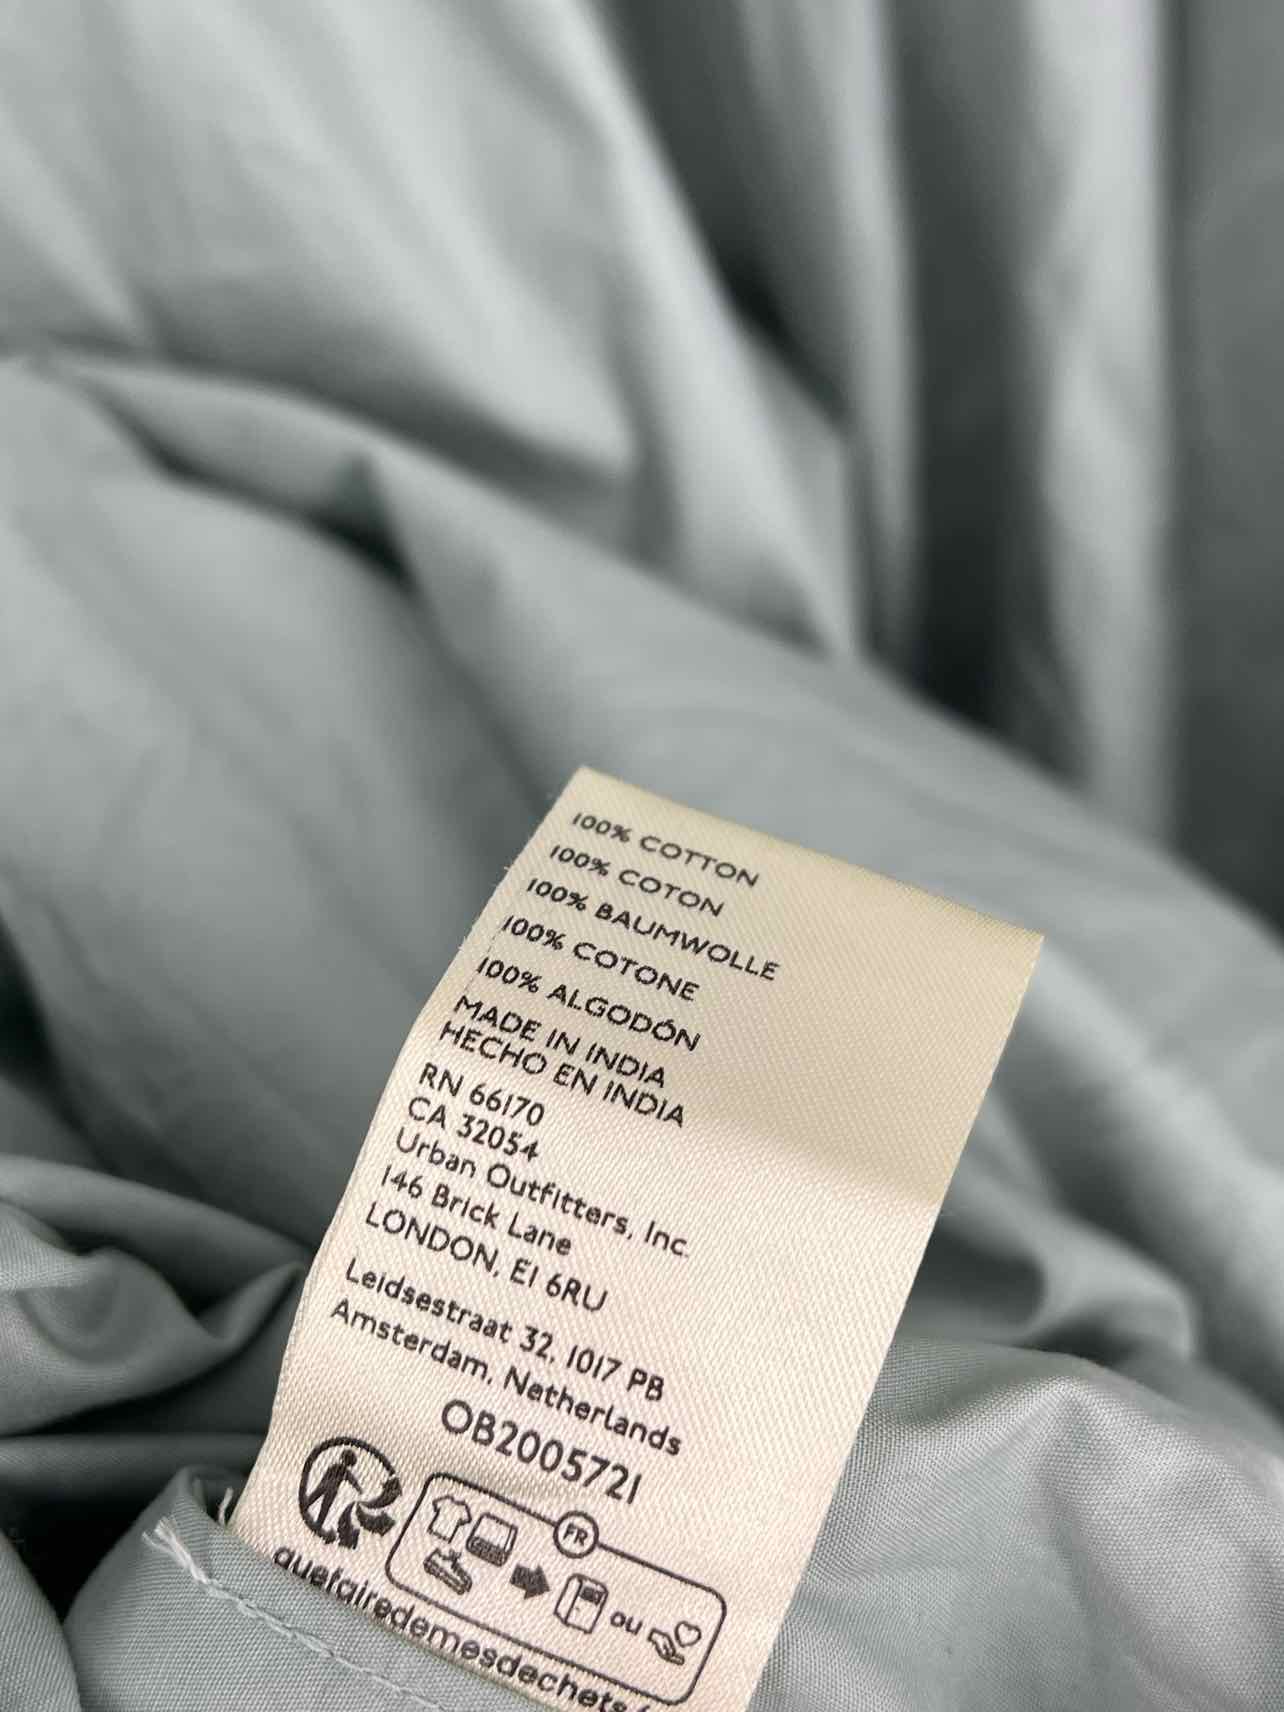 100% COTTON
100% COTON
100% BAUMWOLLE
100% COTONE
100% ALGODÓN
MADE IN INDIA
HECHO EN INDIA
RN 66170
CA 32054
Urban Outfitters, Inc.
146 Brick Lane
LONDON, E1 6RU
Leidsestraat 32, 1017 PB
Amsterdam, Netherlands
OB2005721
FR
ou
quefairedemesdechets